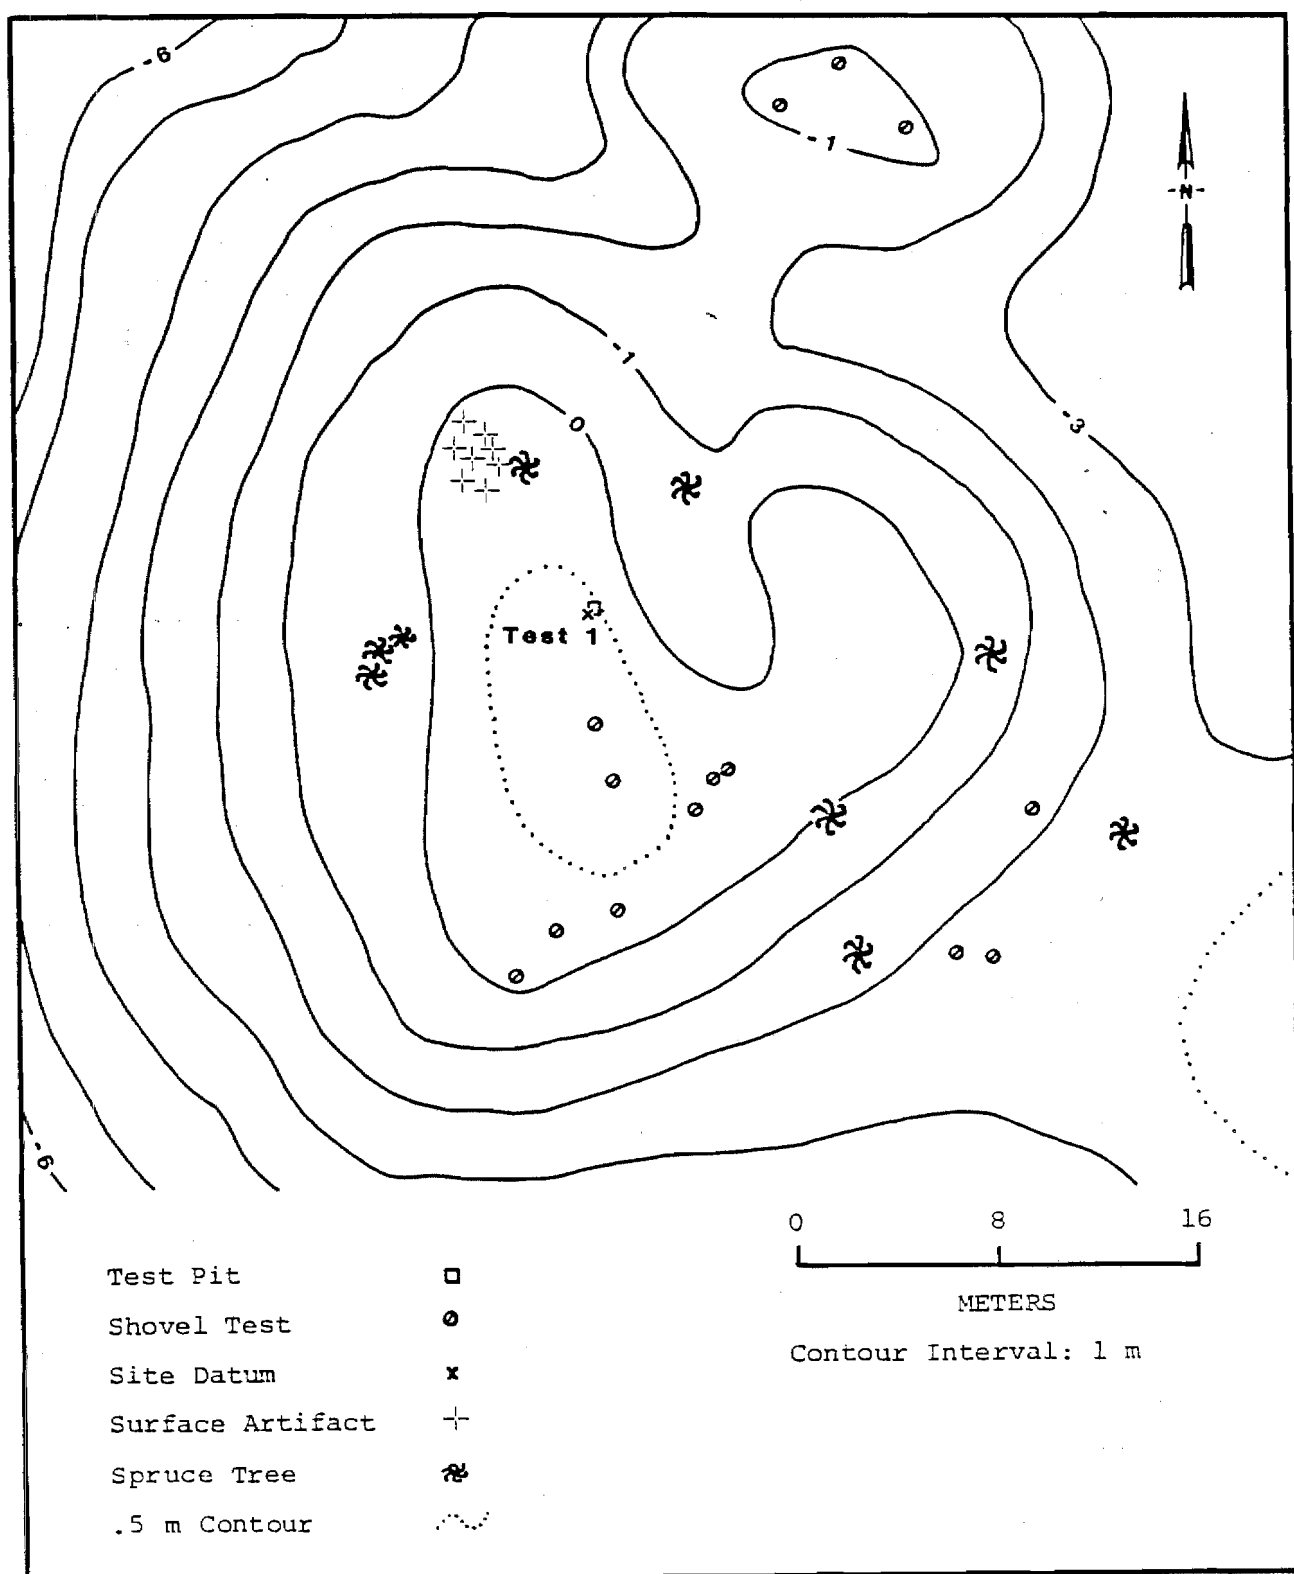 -6
-1
-N-
-1
0
-3
Test 1
-6
0 8 16
METERS
Contour Interval: 1 m
Test Pit
Shovel Test
Site Datum
Surface Artifact
Spruce Tree
.5 m Contour